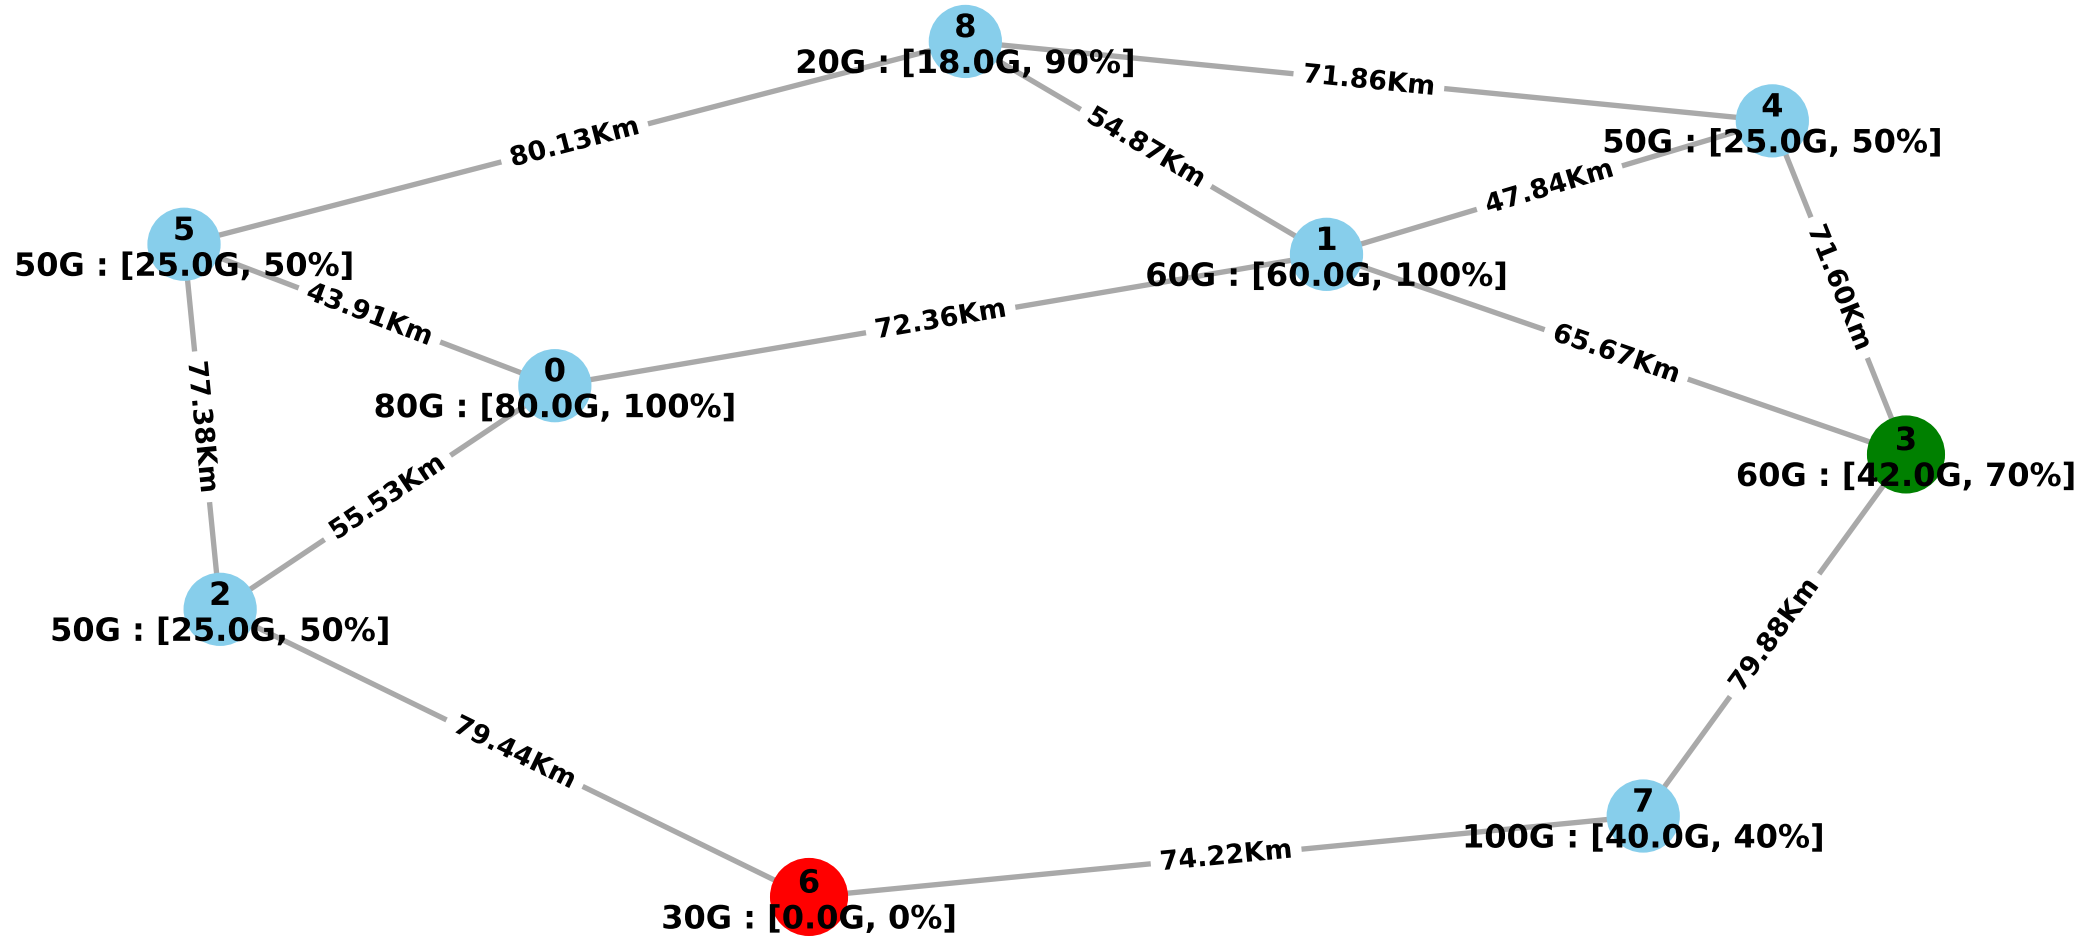 8
20G : [18.0G, 90%]
71.86Km
4
50G : [25.0G, 50%]
80.13Km
54.87Km
47.84Km
5
50G : [25.0G, 50%]
1
60G : [60.0G, 100%]
71.60Km
43.91Km
72.36Km
65.67Km
0
80G : [80.0G, 100%]
77.38Km
3
60G : [42.0G, 70%]
55.53Km
2
50G : [25.0G, 50%]
79.88Km
79.44Km
7
100G : [40.0G, 40%]
74.22Km
6
30G : [0.0G, 0%]